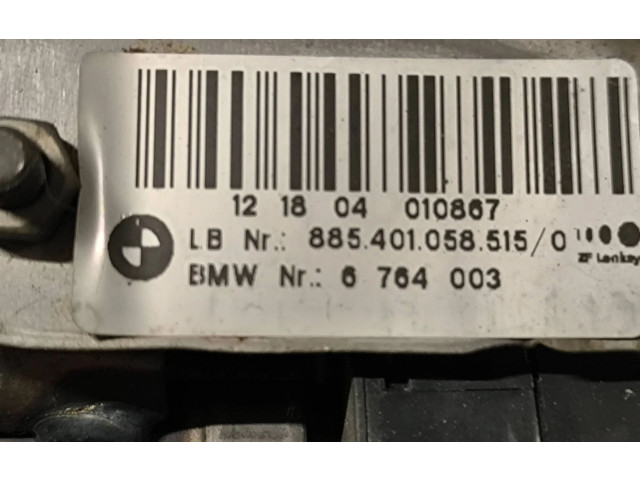 12 18 04 010867
LB Nr.: 885.401.058.515/0
BMW Nr.: 6 764 003
ZF Lenksy